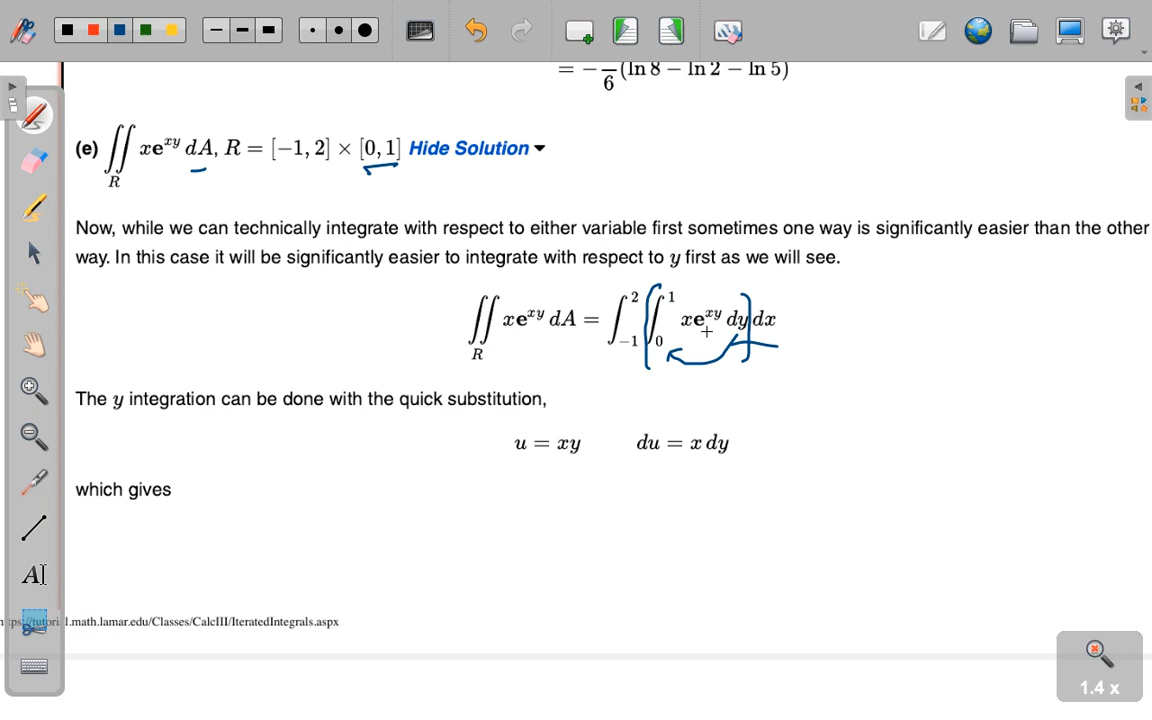 = − 6 (ln 8 − ln 2 − ln 5)
(e) ∬_R xe^{xy} dA, R = [−1, 2] × [0, 1] Hide Solution
Now, while we can technically integrate with respect to either variable first sometimes one way is significantly easier than the other
way. In this case it will be significantly easier to integrate with respect to y first as we will see.
∬_R xe^{xy} dA = ∫_{−1}^{2} ∫_0^1 xe^{xy} dy dx
The y integration can be done with the quick substitution,
u = xy du = x dy
which gives
AI
l.math.lamar.edu/Classes/CalcIII/IteratedIntegrals.aspx
1.4 x